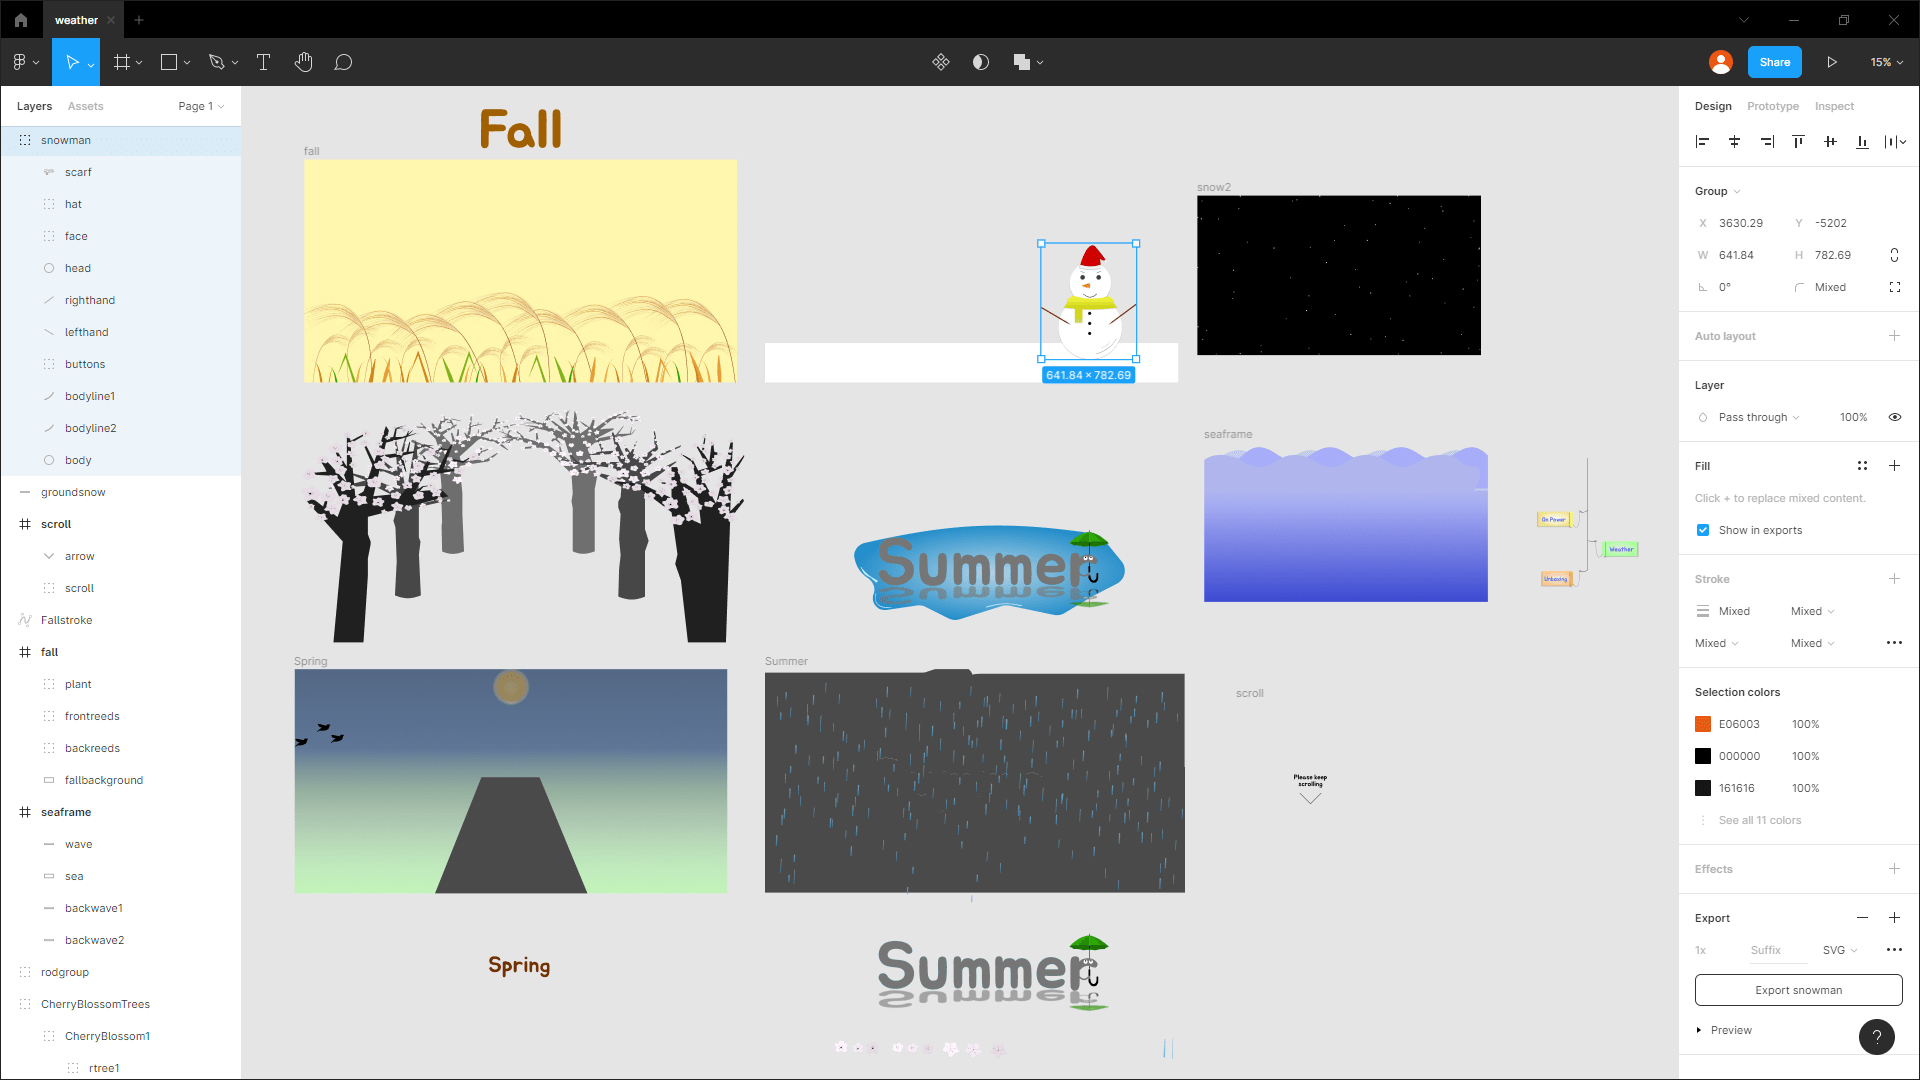 weather
Share
15%
Layers
Assets
Page 1
snowman
scarf
hat
face
head
righthand
lefthand
buttons
bodyline1
bodyline2
body
groundsnow
scroll
arrow
scroll
Fallstroke
fall
plant
frontreeds
backreeds
fallbackground
seaframe
wave
sea
backwave1
backwave2
rodgroup
CherryBlossomTrees
CherryBlossom1
rtree1
Fall
fall
snow2
641.84 × 782.69
seaframe
On Power
Weather
Unboxing
Summer
Spring
Summer
scroll
Please keep
scrolling
Spring
Summer
Design
Prototype
Inspect
Group
X 3630.29 Y -5202
W 641.84 H 782.69
0° Mixed
Auto layout
Layer
Pass through 100%
Fill
Click + to replace mixed content.
Show in exports
Stroke
Mixed Mixed
Mixed Mixed
Selection colors
E06003 100%
000000 100%
161616 100%
See all 11 colors
Effects
Export
1x Suffix SVG
Export snowman
Preview
?